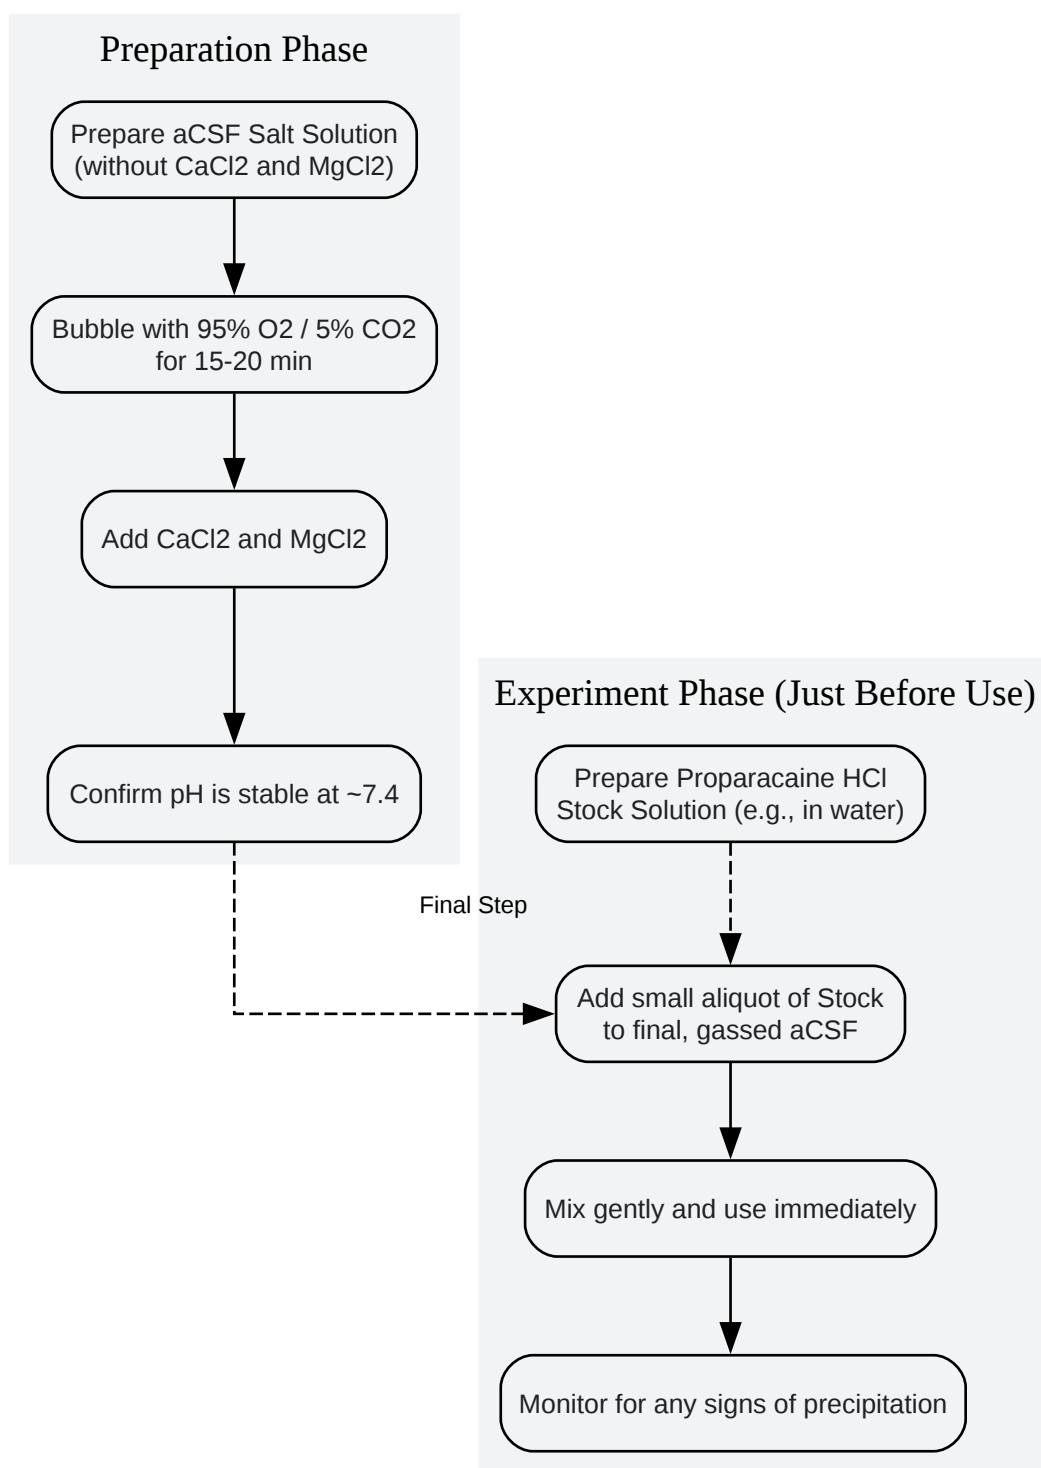 Preparation Phase
Prepare aCSF Salt Solution
(without CaCl2 and MgCl2)
Bubble with 95% O2 / 5% CO2
for 15-20 min
Add CaCl2 and MgCl2
Confirm pH is stable at ~7.4
Final Step
Experiment Phase (Just Before Use)
Prepare Proparacaine HCl
Stock Solution (e.g., in water)
Add small aliquot of Stock
to final, gassed aCSF
Mix gently and use immediately
Monitor for any signs of precipitation